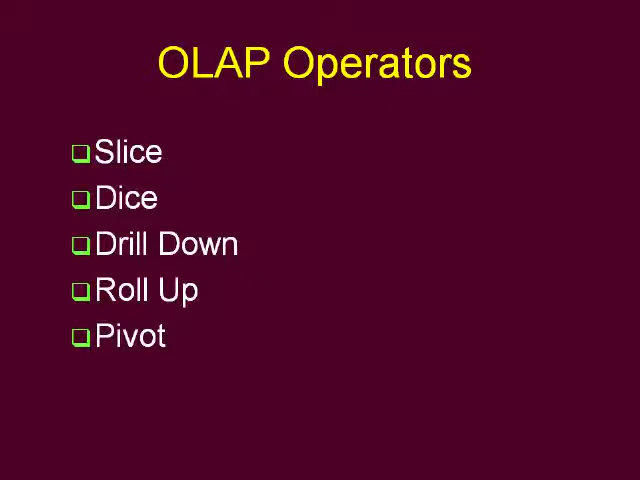 OLAP Operators
Slice
Dice
Drill Down
Roll Up
Pivot